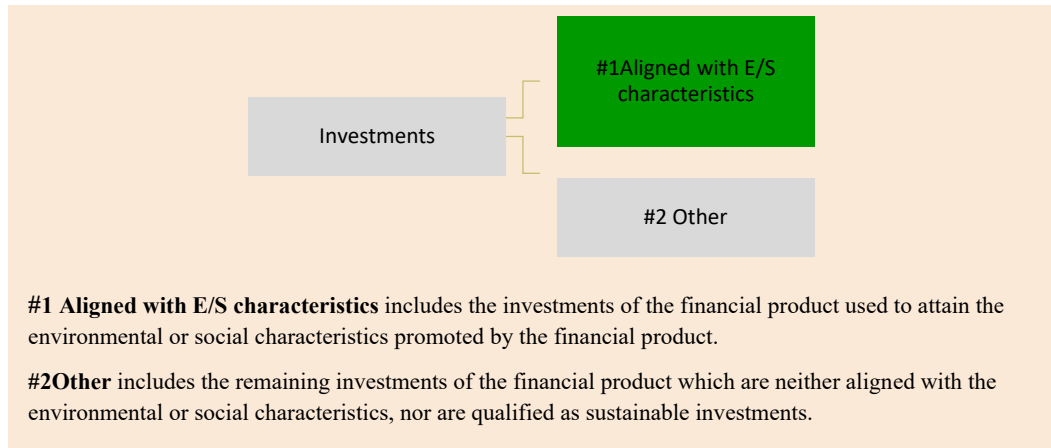 #1Aligned with E/S
characteristics
Investments
#2 Other
#1 Aligned with E/S characteristics includes the investments of the financial product used to attain the
environmental or social characteristics promoted by the financial product.
#2Other includes the remaining investments of the financial product which are neither aligned with the
environmental or social characteristics, nor are qualified as sustainable investments.